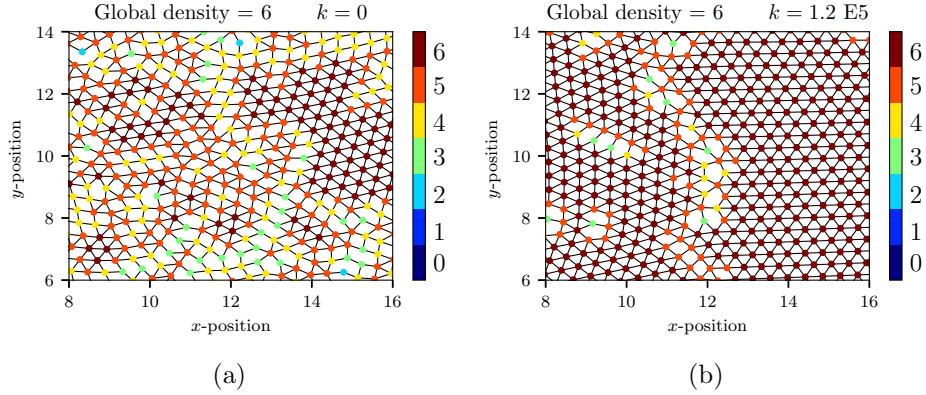 Global density = 6 k = 0
14
12
10
8
6
y-position
8 10 12 14 16
x-position
6
5
4
3
2
1
0
(a)
Global density = 6 k = 1.2 E5
14
12
10
8
6
y-position
8 10 12 14 16
x-position
6
5
4
3
2
1
0
(b)